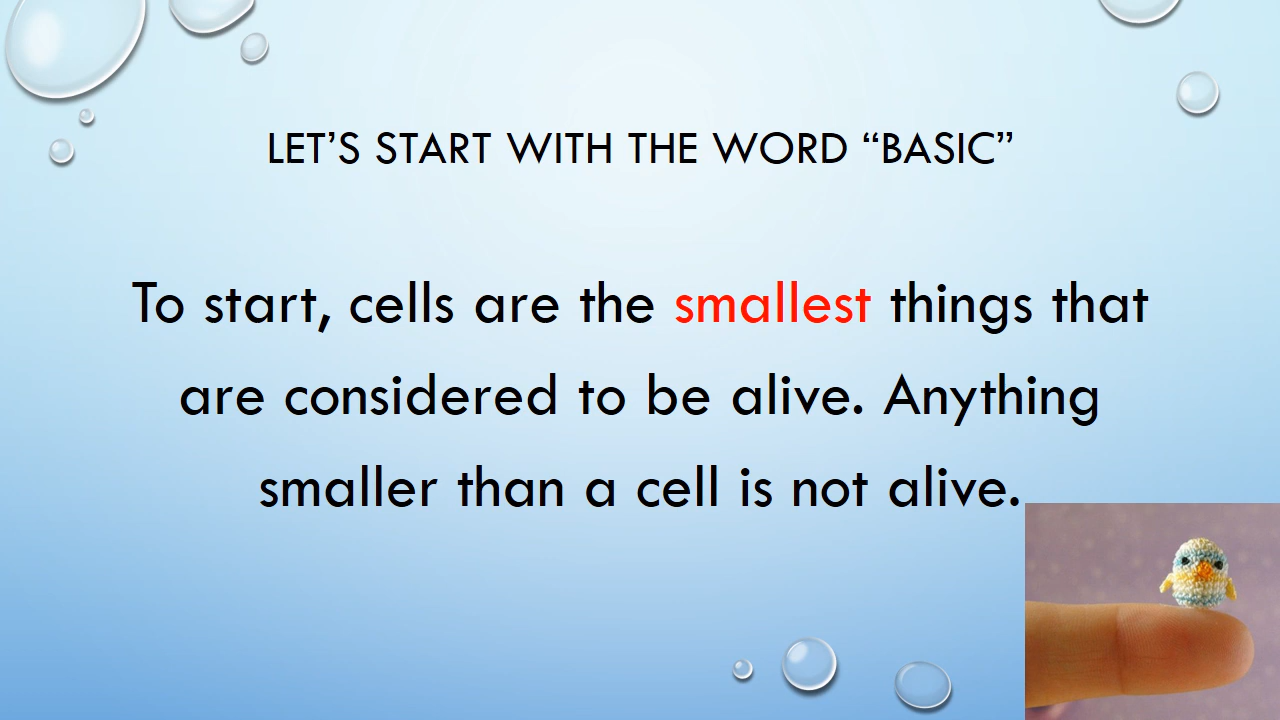 LET’S START WITH THE WORD “BASIC”
To start, cells are the smallest things that
are considered to be alive. Anything
smaller than a cell is not alive.